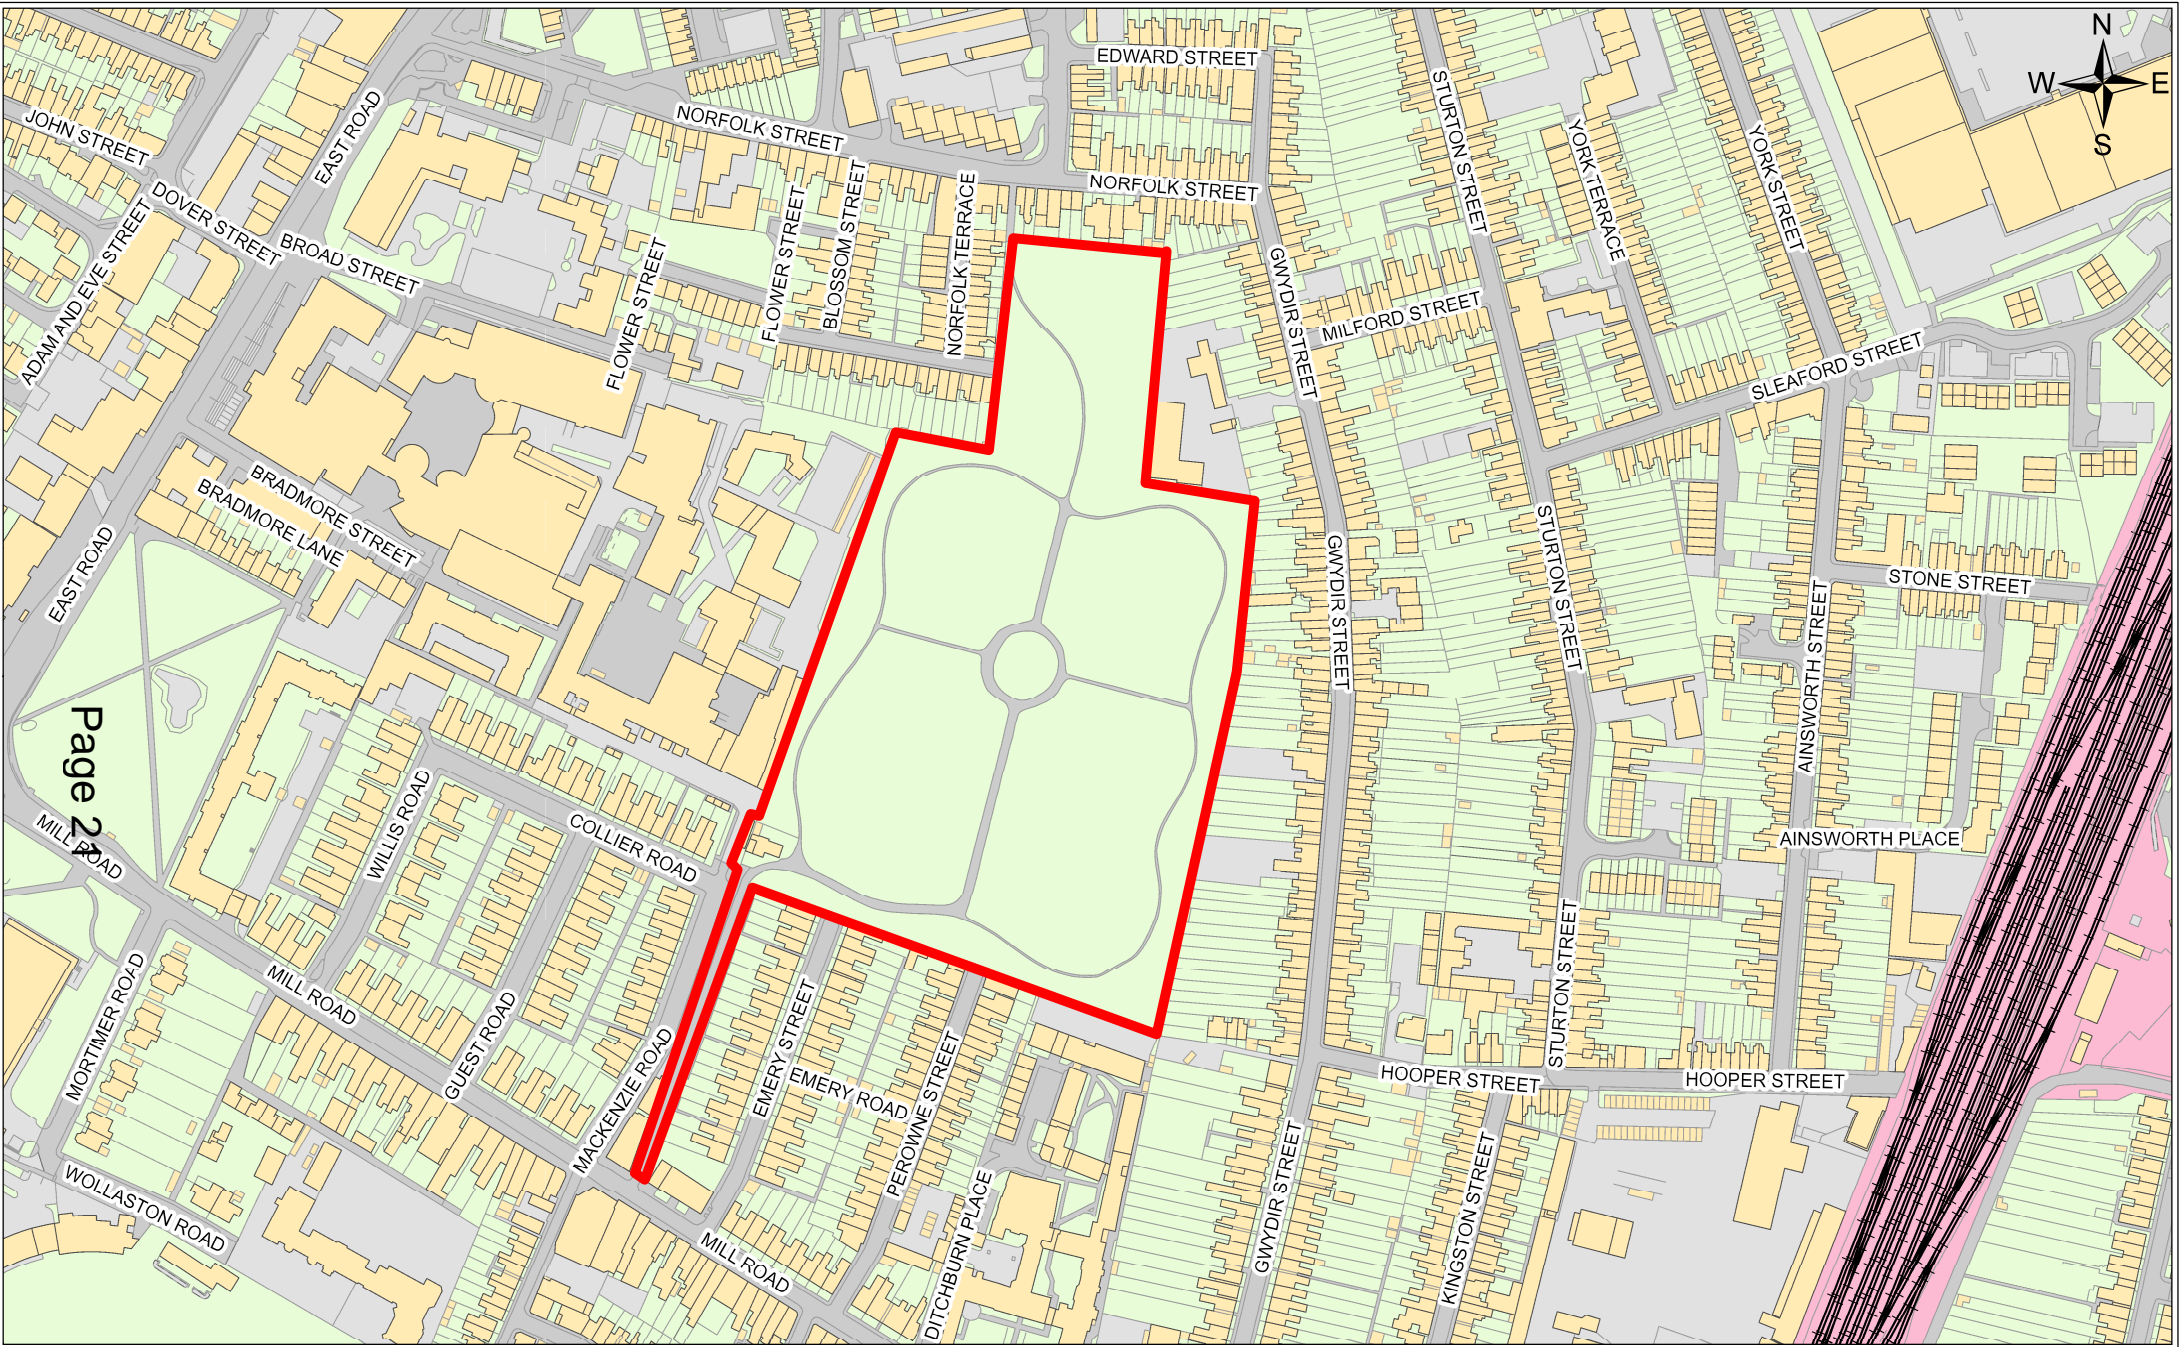 N
W E
S
EDWARD STREET
JOHN STREET
EAST ROAD
NORFOLK STREET
NORFOLK STREET
STURTON STREET
YORK TERRACE
YORK STREET
DOVER STREET
ADAM AND EVE STREET
BROAD STREET
FLOWER STREET
FLOWER STREET
BLOSSOM STREET
NORFOLK TERRACE
GWYDIR STREET
MILFORD STREET
SLEAFORD STREET
BRADMORE STREET
BRADMORE LANE
EAST ROAD
GWYDIR STREET
STURTON STREET
STONE STREET
AINSWORTH STREET
Page 21
MILL ROAD
WILLIS ROAD
COLLIER ROAD
AINSWORTH PLACE
MORTIMER ROAD
MILL ROAD
GUEST ROAD
MACKENZIE ROAD
EMERY STREET
EMERY ROAD
PEROWNE STREET
STURTON STREET
HOOPER STREET
HOOPER STREET
WOLLASTON ROAD
MILL ROAD
DITCHBURN PLACE
GWYDIR STREET
KINGSTON STREET